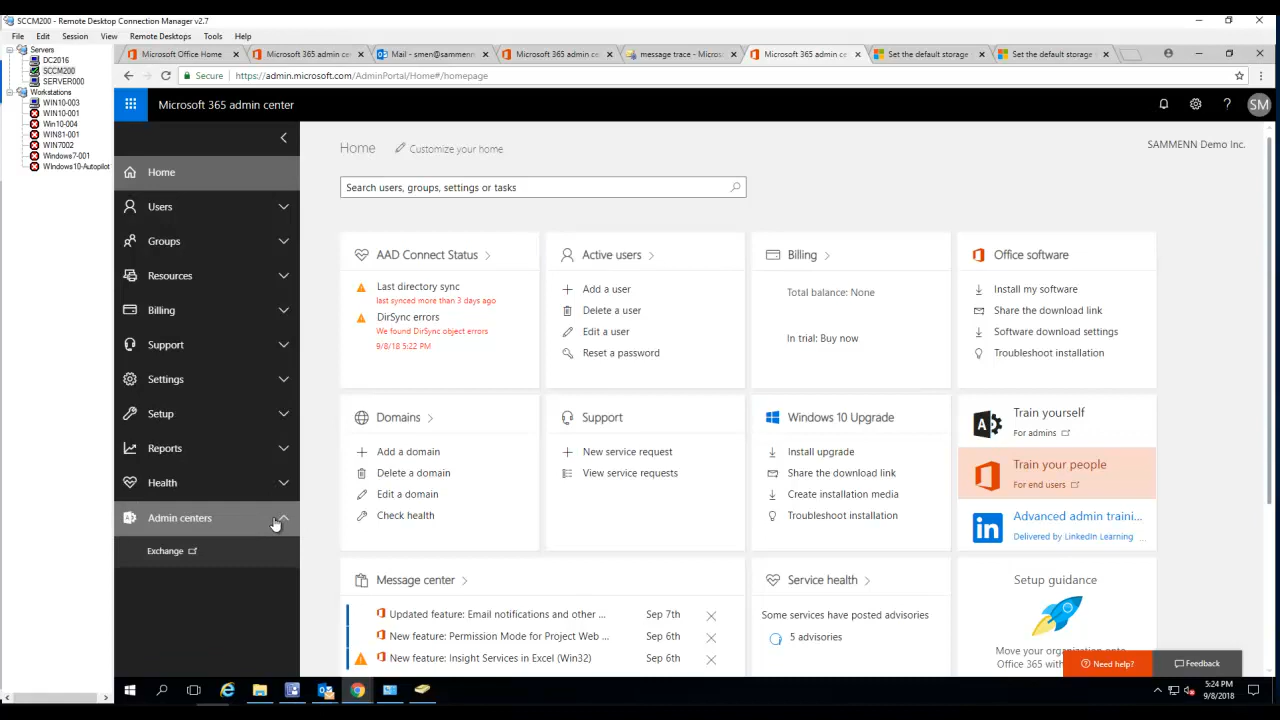 SCCM200 - Remote Desktop Connection Manager v2.7
File Edit Session View Remote Desktops Tools Help
Servers
DC2016
SCCM200
SERVER000
Workstations
WIN10-003
WIN10-001
Win10-004
WIN81-001
WIN7002
Windows7-001
Windows10-Autopilot
Microsoft Office Home
Microsoft 365 admin cen
Mail - smen@sammenn
Microsoft 365 admin cen
message trace - Micros
Microsoft 365 admin cen
Set the default storage
Set the default storage
Secure https://admin.microsoft.com/AdminPortal/Home#/homepage
Microsoft 365 admin center
SM
Home
Users
Groups
Resources
Billing
Support
Settings
Setup
Reports
Health
Admin centers
Exchange
Home Customize your home
SAMMENN Demo Inc.
Search users, groups, settings or tasks
AAD Connect Status
Last directory sync
last synced more than 3 days ago
DirSync errors
We found DirSync object errors
9/8/18 5:22 PM
Active users
Add a user
Delete a user
Edit a user
Reset a password
Billing
Total balance: None
In trial: Buy now
Office software
Install my software
Share the download link
Software download settings
Troubleshoot installation
Domains
Add a domain
Delete a domain
Edit a domain
Check health
Support
New service request
View service requests
Windows 10 Upgrade
Install upgrade
Share the download link
Create installation media
Troubleshoot installation
Train yourself
For admins
Train your people
For end users
Advanced admin traini...
Delivered by LinkedIn Learning ...
Message center
Updated feature: Email notifications and other ... Sep 7th
New feature: Permission Mode for Project Web ... Sep 6th
New feature: Insight Services in Excel (Win32) Sep 6th
Service health
Some services have posted advisories
5 advisories
Setup guidance
Move your organization onto
Office 365 with
Need help?
Feedback
5:24 PM
9/8/2018